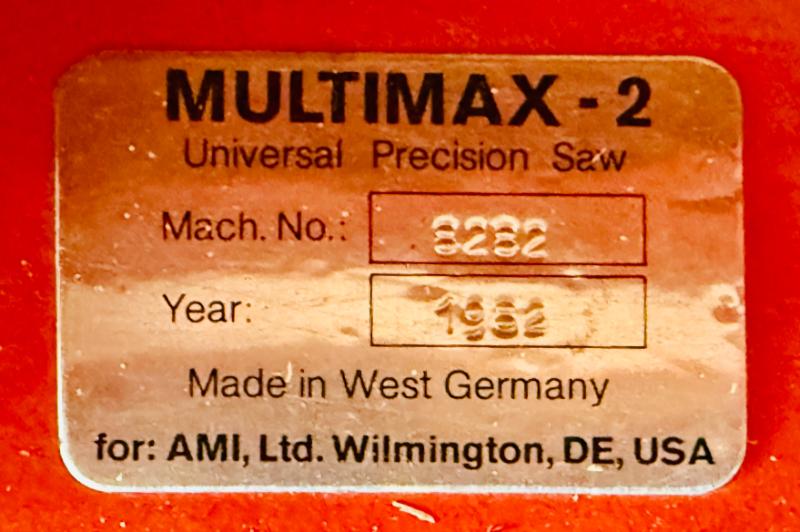 MULTIMAX - 2
Universal Precision Saw
Mach. No.: 8282
Year: 1982
Made in West Germany
for: AMI, Ltd. Wilmington, DE, USA